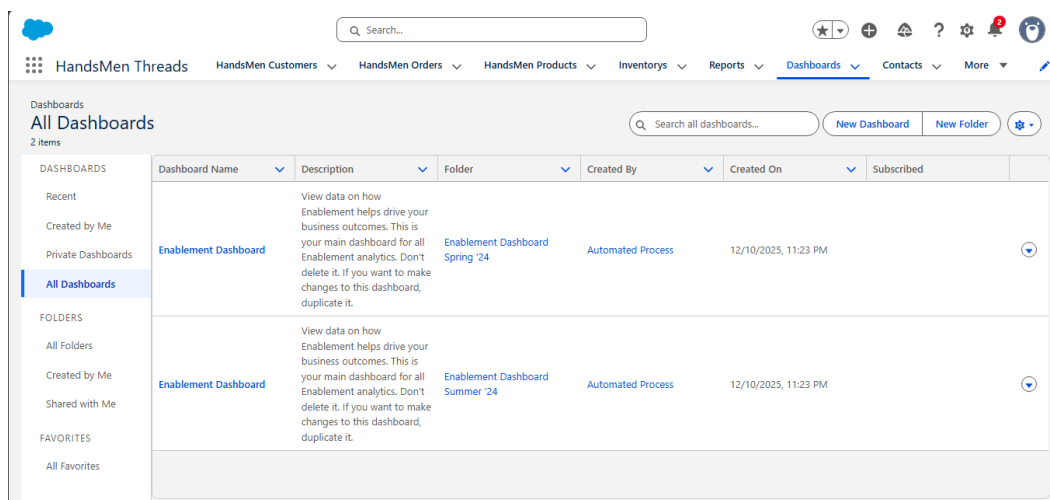 Search...
2
HandsMen Threads
HandsMen Customers
HandsMen Orders
HandsMen Products
Inventorys
Reports
Dashboards
Contacts
More
Dashboards
All Dashboards
2 items
Search all dashboards...
New Dashboard
New Folder
DASHBOARDS
Recent
Created by Me
Private Dashboards
All Dashboards
FOLDERS
All Folders
Created by Me
Shared with Me
FAVORITES
All Favorites
Dashboard Name
Description
Folder
Created By
Created On
Subscribed
Enablement Dashboard
View data on how
Enablement helps drive your
business outcomes. This is
your main dashboard for all
Enablement analytics. Don't
delete it. If you want to make
changes to this dashboard,
duplicate it.
Enablement Dashboard
Spring '24
Automated Process
12/10/2025, 11:23 PM
Enablement Dashboard
View data on how
Enablement helps drive your
business outcomes. This is
your main dashboard for all
Enablement analytics. Don't
delete it. If you want to make
changes to this dashboard,
duplicate it.
Enablement Dashboard
Summer '24
Automated Process
12/10/2025, 11:23 PM